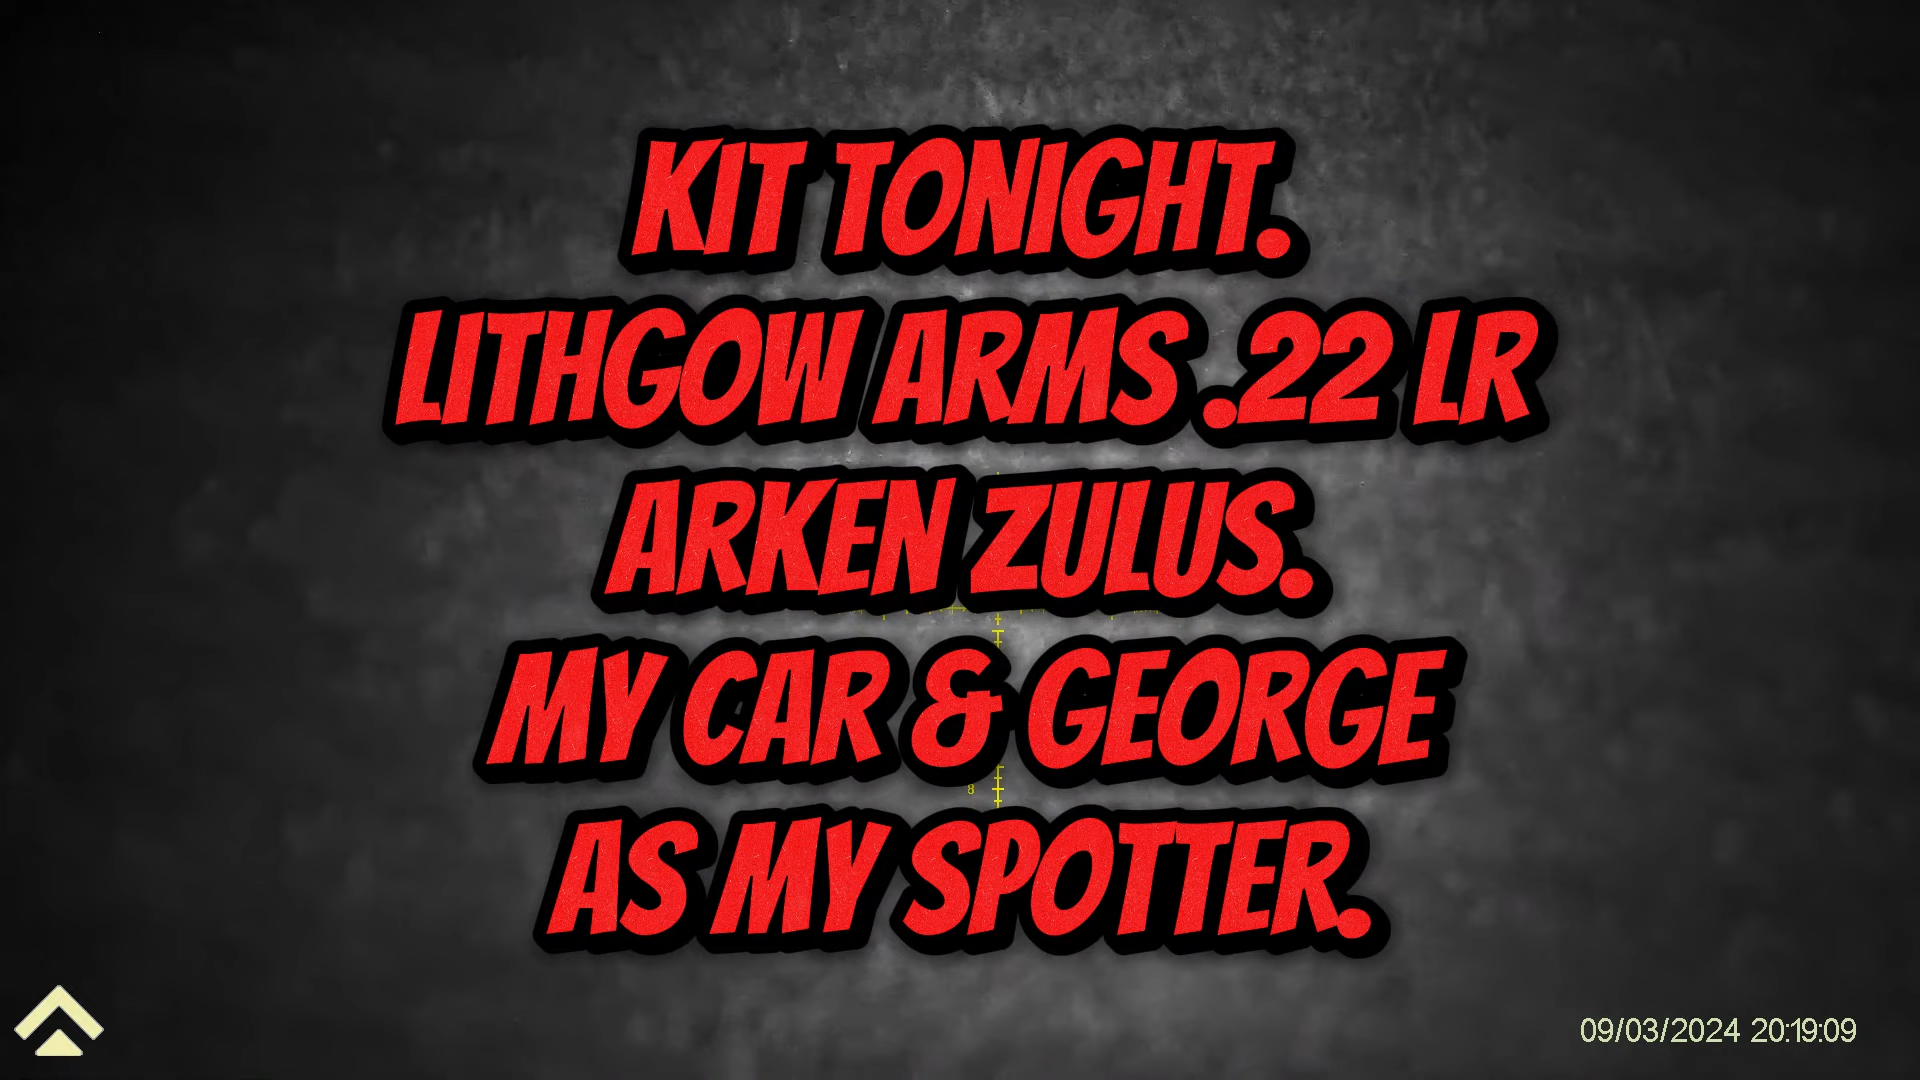 KIT TONIGHT.
LITHGOW ARMS .22 LR
ARKEN ZULUS.
MY CAR & GEORGE
8
AS MY SPOTTER.
09/03/2024 20:19:09